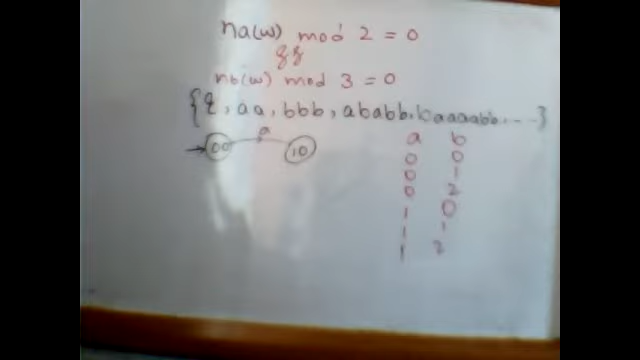 na(w) mod 2 = 0
&&
nb(w) mod 3 = 0
{ε, aa, bbb, ababb, baaaabb, ...}
a
00 10
a b
0 0
0 1
0 2
1 0
1 1
1 2